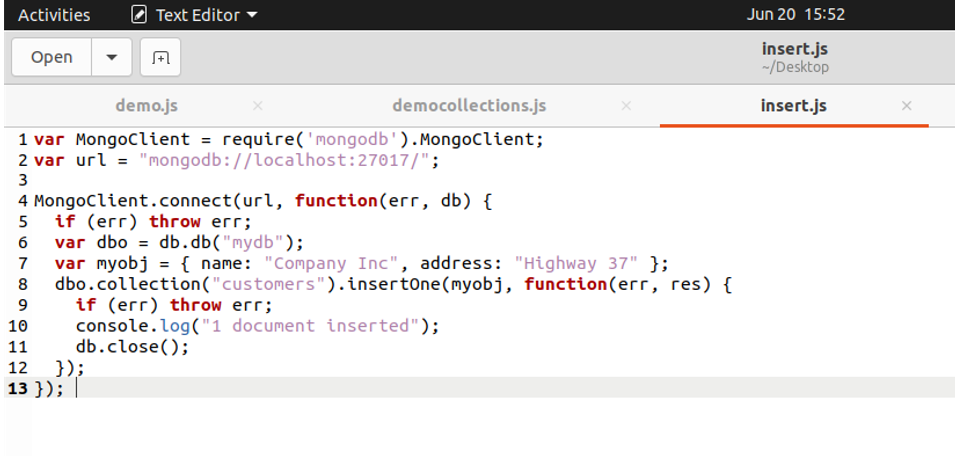 Activities Text Editor Jun 20 15:52
Open insert.js
~/Desktop
demo.js democollections.js insert.js
1 var MongoClient = require('mongodb').MongoClient;
2 var url = "mongodb://localhost:27017/";
3
4 MongoClient.connect(url, function(err, db) {
5   if (err) throw err;
6   var dbo = db.db("mydb");
7   var myobj = { name: "Company Inc", address: "Highway 37" };
8   dbo.collection("customers").insertOne(myobj, function(err, res) {
9     if (err) throw err;
10     console.log("1 document inserted");
11     db.close();
12   });
13 });